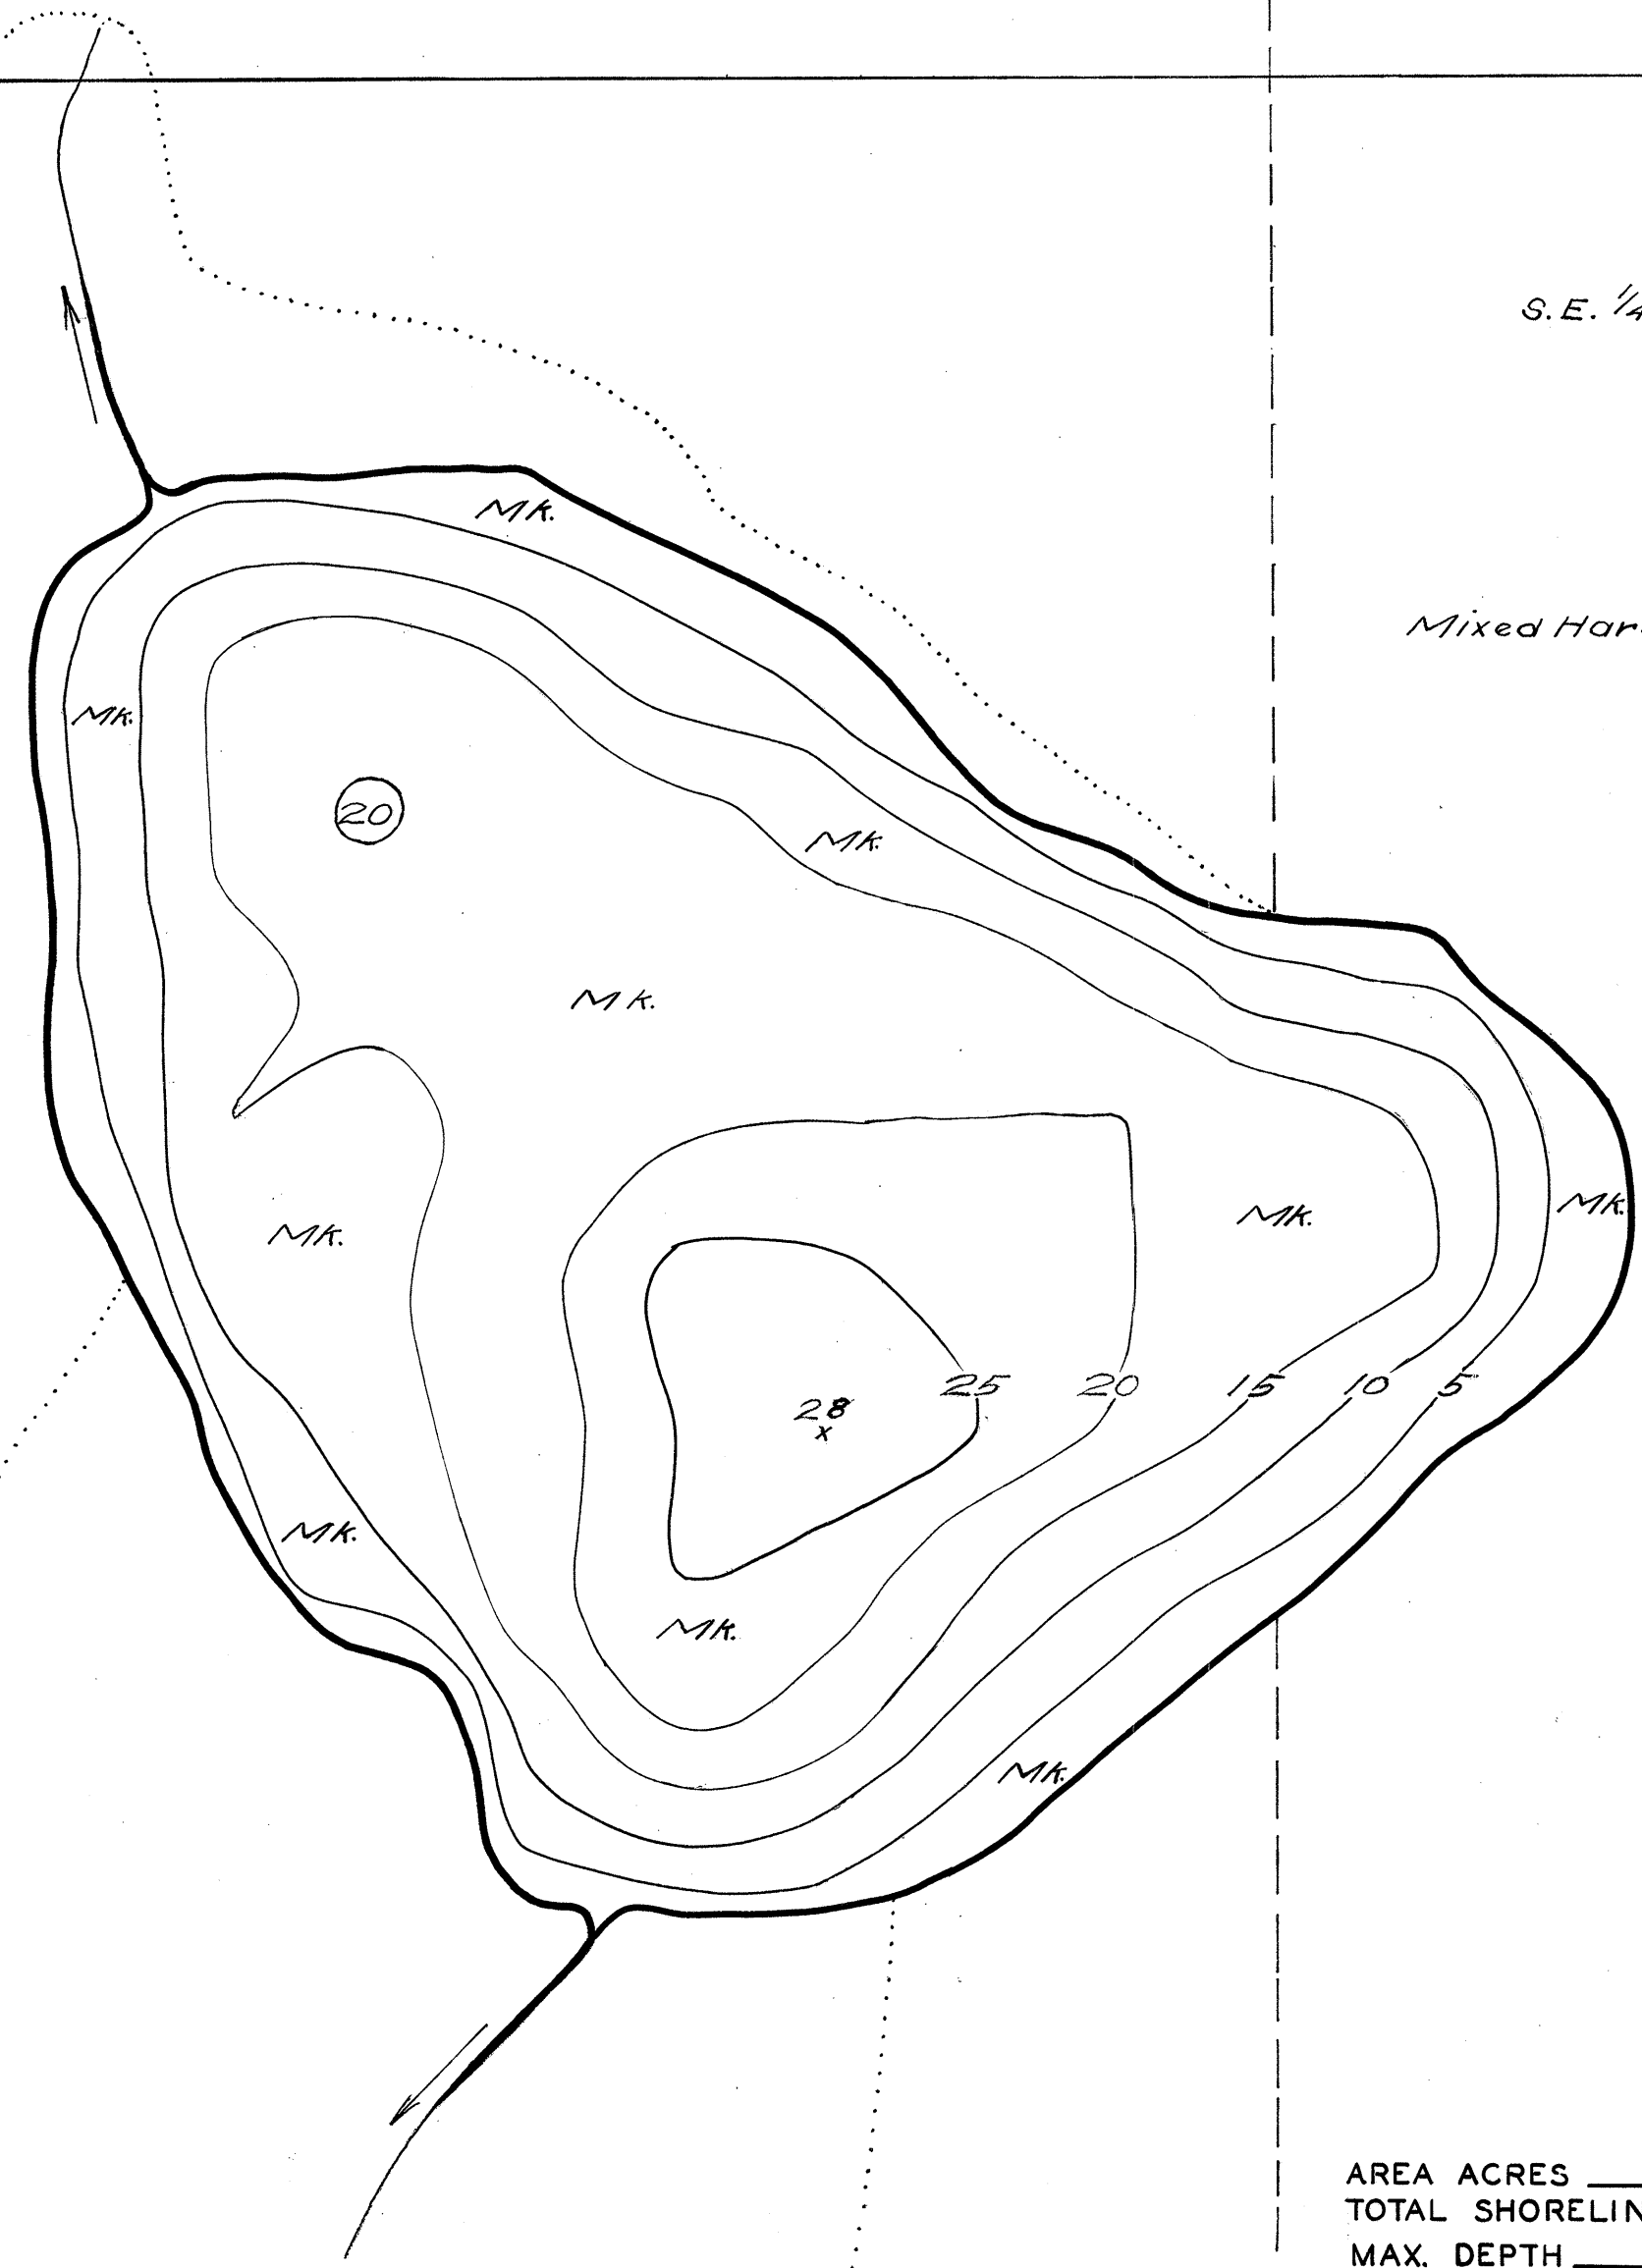 S.E. 1/4
Mk.
Mixed Har
Mk.
20
Mk.
Mk.
Mk.
Mk.
Mk.
25 20 15 10 5
28
x
Mk.
Mk.
Mk.
AREA ACRES
TOTAL SHORELIN
MAX. DEPTH